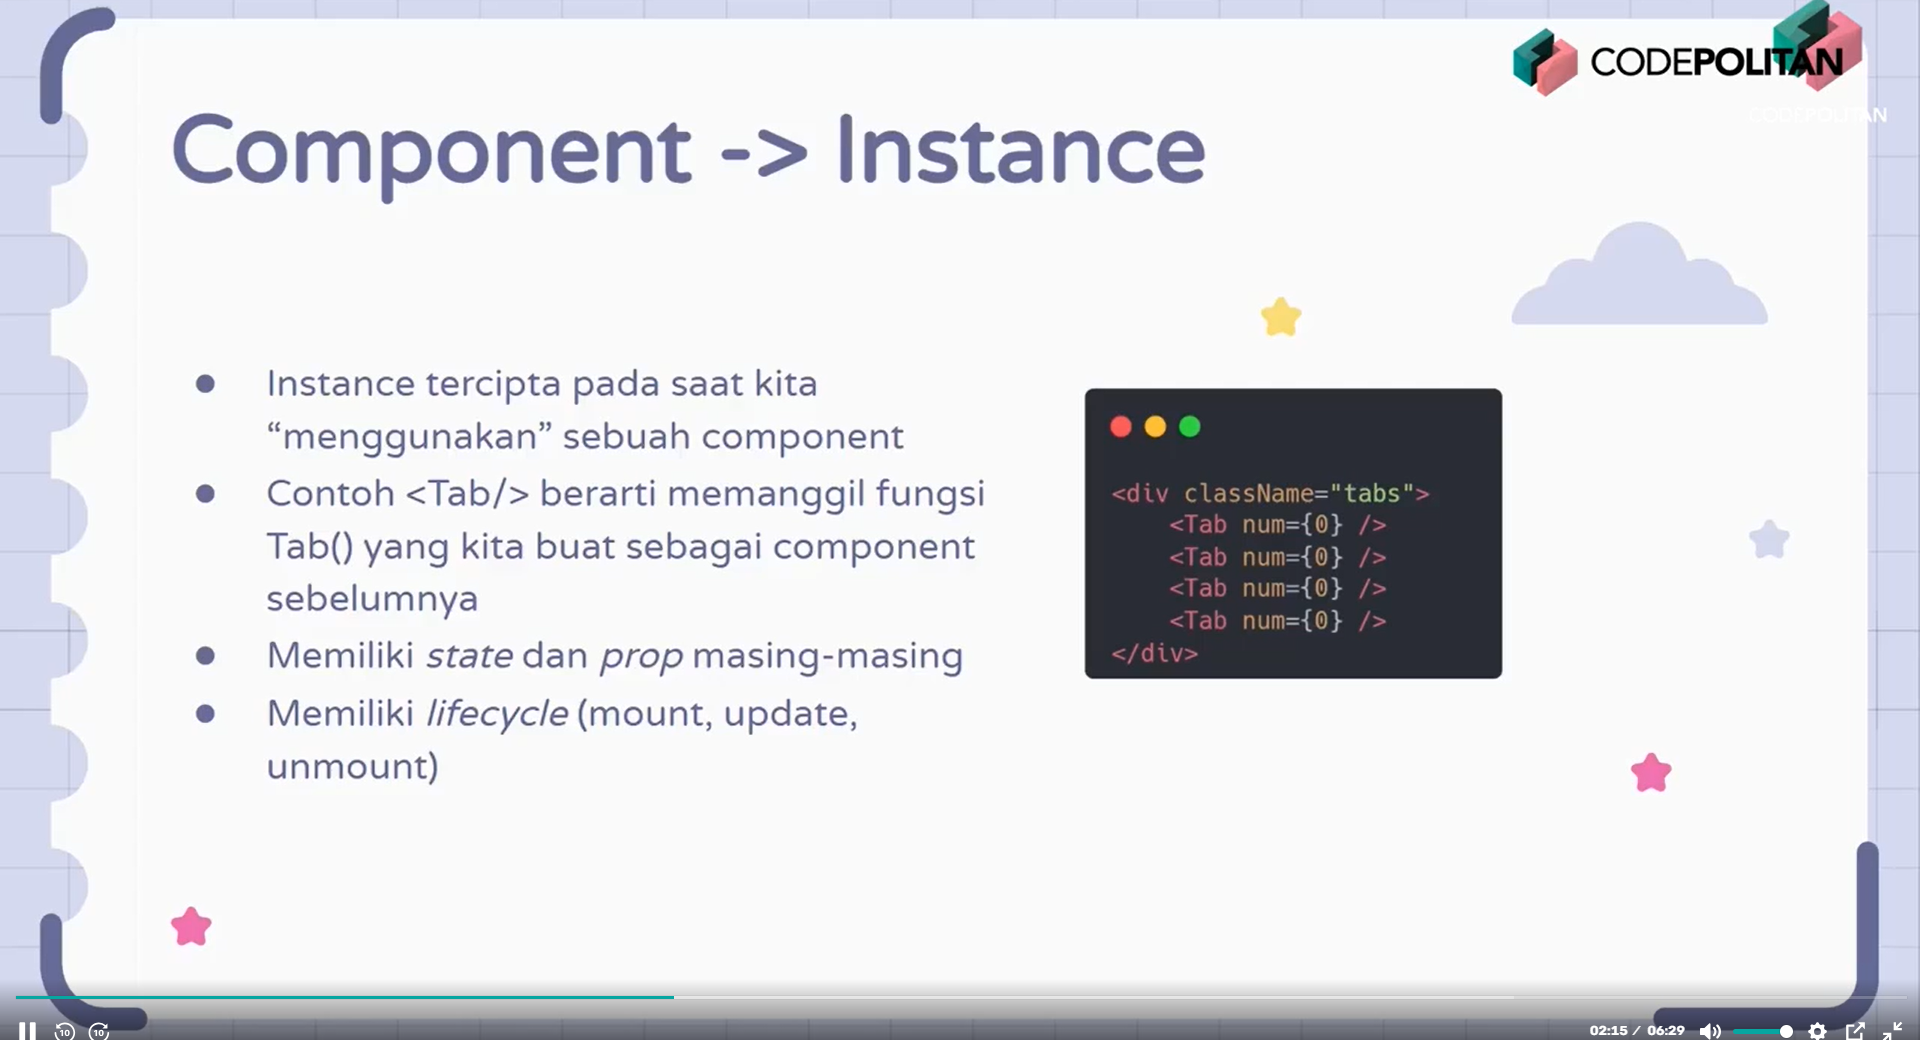 CODEPOLITAN
CODEPOLITAN
Component -> Instance
● Instance tercipta pada saat kita
“menggunakan” sebuah component
● Contoh <Tab/> berarti memanggil fungsi
Tab() yang kita buat sebagai component
sebelumnya
● Memiliki state dan prop masing-masing
● Memiliki lifecycle (mount, update,
unmount)
<div className="tabs">
    <Tab num={0} />
    <Tab num={0} />
    <Tab num={0} />
    <Tab num={0} />
</div>
10 10
02:15 / 06:29